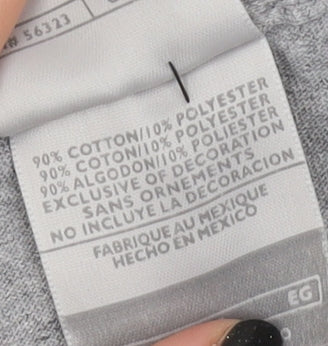 # 56323
90% COTTON/10% POLYESTER
90% COTON/10% POLYESTER
90% ALGODON/10% POLIESTER
EXCLUSIVE OF DECORATION
SANS ORNEMENTS
NO INCLUYE LA DECORACION
FABRIQUE AU MEXIQUE
HECHO EN MEXICO
EG